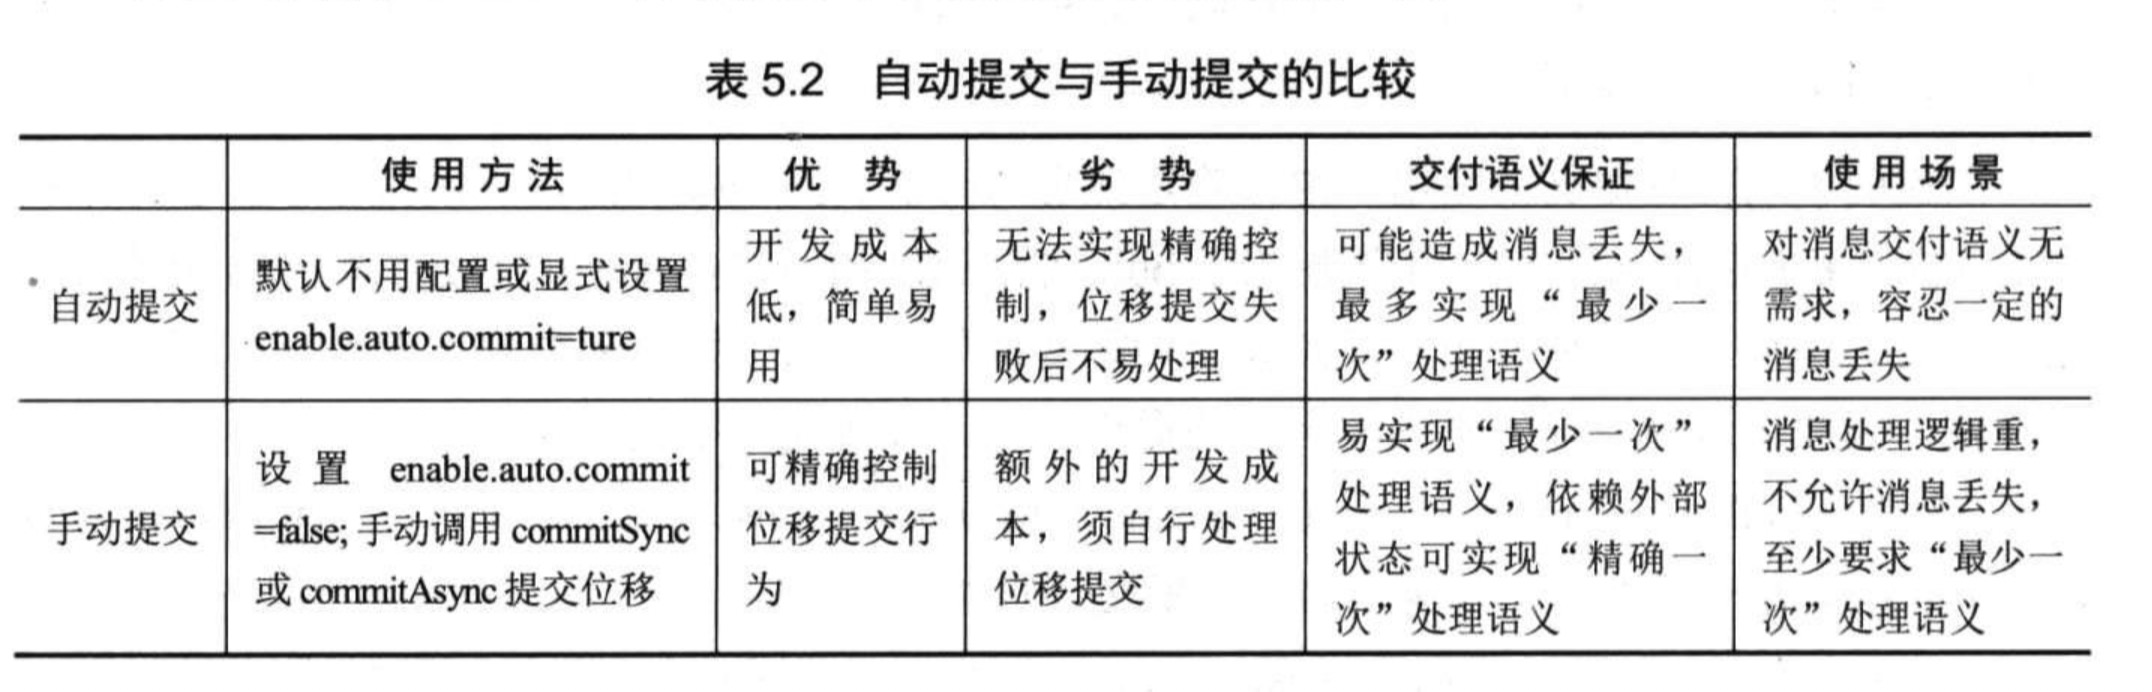 表 5.2 自动提交与手动提交的比较
使用方法
优 势
劣 势
交付语义保证
使用场景
自动提交
默认不用配置或显式设置
enable.auto.commit=ture
开发成本
低，简单易
用
无法实现精确控
制，位移提交失
败后不易处理
可能造成消息丢失，
最多实现“最少一
次”处理语义
对消息交付语义无
需求，容忍一定的
消息丢失
手动提交
设置 enable.auto.commit
=false; 手动调用 commitSync
或 commitAsync 提交位移
可精确控制
位移提交行
为
额外的开发成
本，须自行处理
位移提交
易实现“最少一次”
处理语义，依赖外部
状态可实现“精确一
次”处理语义
消息处理逻辑重，
不允许消息丢失，
至少要求“最少一
次”处理语义